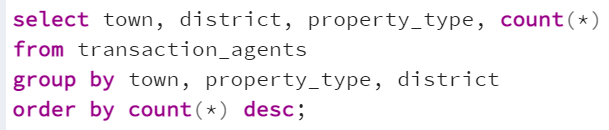 select town, district, property_type, count(*)
from transaction_agents
group by town, property_type, district
order by count(*) desc;